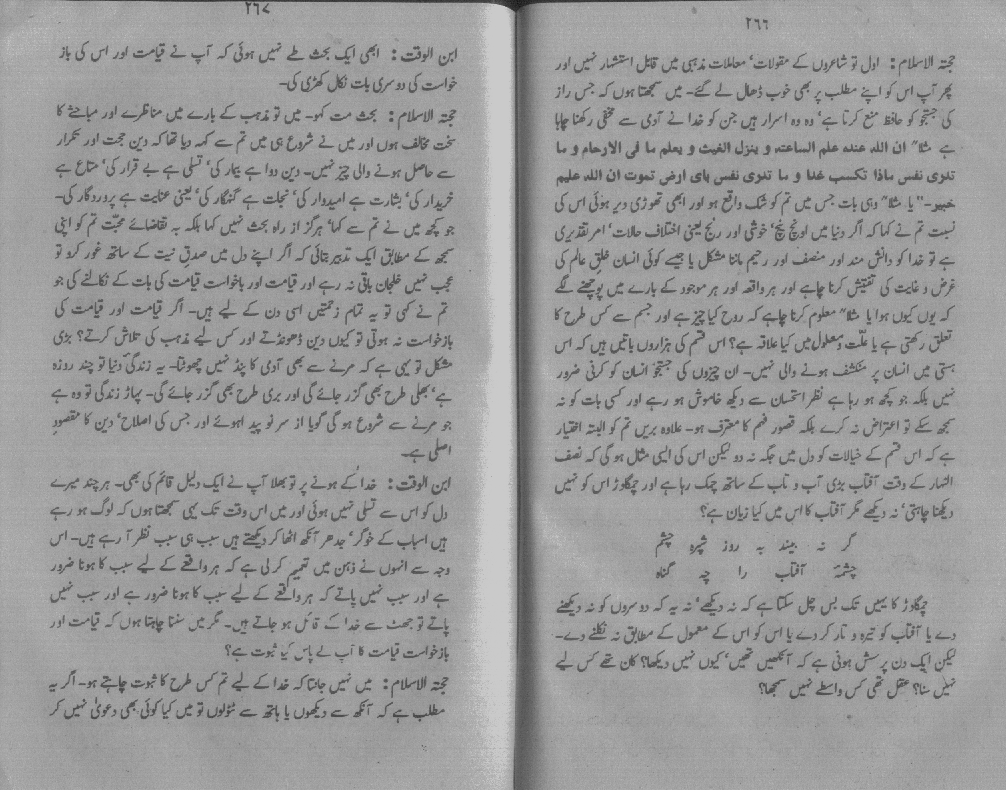 ۲۶۶
حجتہ الاسلام: اول تو شاعروں کے مقولات' معاملات مذہبی میں قابل استشار نہیں اور
پھر آپ اس کو اپنے مطلب پر بھی خوب ڈھال لے گئے۔ میں سمجھتا ہوں کہ جس راز
کی جستجو کو حافظ منع کرتا ہے' وہ وہ اسرار ہیں جن کو خدا نے آدمی سے مخفی رکھنا چاہا
ہے مثلا" ان اللہ عندہ علم الساعتہ و ینزل الغیث و یعلم ما فی الارحام و ما
تدری نفس ماذا تکسب غدا و ما تدری نفس بای ارض تموت ان اللہ علیم
خبیر۔" یا مثلا" وہی بات جس میں تم کو شک واقع ہو اور ابھی تھوڑی دیر ہوئی اس کی
نسبت تم نے کہا کہ اگر دنیا میں اونچ نیچ' خوشی اور رنج یعنی اختلاف حالات' امر تقدیری
ہے تو خدا کو دانش مند اور منصف اور رحیم ماننا مشکل یا جیسے کوئی انسان خلق عالم کی
غرض و غایت کی تفتیش کرنا چاہے اور ہر واقعہ اور ہر موجود کے بارے میں پوچھنے لگے
کہ یوں کیوں ہوا یا مثلا" معلوم کرنا چاہے کہ روح کیا چیز ہے اور جسم سے کس طرح کا
تعلق رکھتی ہے یا علّت و معلول میں کیا علاقہ ہے؟ اس قسم کی ہزاروں باتیں ہیں کہ اس
ہستی میں انسان پر منکشف ہونے والی نہیں۔ ان چیزوں کی جستجو انسان کو کرنی ضرور
نہیں بلکہ جو کچھ ہو رہا ہے نظر استحسان سے دیکھ خاموش ہو رہے اور کسی بات کو نہ
سمجھ سکے تو اعتراض نہ کرے بلکہ قصور فہم کا معترف ہو۔ علاوہ بریں تم کو البتہ اختیار
ہے کہ اس قسم کے خیالات کو دل میں جگہ نہ دو لیکن اس کی ایسی مثال ہو گی کہ نصف
النہار کے وقت آفتاب بڑی آب و تاب کے ساتھ چمک رہا ہے اور چمگاوڑ اس کو نہیں
دیکھنا چاہتی' نہ دیکھے مگر آفتاب کا اس میں کیا زیان ہے؟
گر نہ بیند بہ روز شپرہ چشم
چشمۂ آفتاب را چہ گناہ
چمگاوڑ کا یہیں تک بس چل سکتا ہے کہ نہ دیکھے' نہ یہ کہ دوسروں کو نہ دیکھنے
دے یا آفتاب کو تیرہ و تار کر دے یا اس کو اس کے معمول کے مطابق نہ نکلنے دے۔
لیکن ایک دن پرسش ہونی ہے کہ آنکھیں تھیں' کیوں نہیں دیکھا؟ کان تھے کس لیے
نہیں سنا؟ عقل تھی کس واسطے نہیں سمجھا؟
۲۶۷
ابن الوقت: ابھی ایک بحث طے نہیں ہوئی کہ آپ نے قیامت اور اس کی باز
خواست کی دوسری بات نکال کھڑی کی۔
حجتہ الاسلام: بحث مت کہو۔ میں تو مذہب کے بارے میں مناظرے اور مباحثے کا
سخت مخالف ہوں اور میں نے شروع ہی میں تم سے کہہ دیا تھا کہ دین حجت اور تکرار
سے حاصل ہونے والی چیز نہیں۔ دین دوا ہے بیمار کی' تسلی ہے بے قرار کی' متاع ہے
خریدار کی' بشارت ہے امیدوار کی' نجات ہے گنہگار کی' یعنی عنایت ہے پروردگار کی۔
جو کچھ میں نے تم سے کہا' ہرگز از راہ بحث نہیں کہا بلکہ بہ تقاضائے محبّت تم کو اپنی
سمجھ کے مطابق ایک تدبیر بتائی کہ اگر اپنے دل میں صدق نیت کے ساتھ غور کرو تو
عجب نہیں خلجان باقی نہ رہے اور قیامت اور باخواست قیامت کی بات کے نکالنے کی جو
تم نے کہی تو یہ تمام زحمتیں اسی دن کے لیے ہیں۔ اگر قیامت اور قیامت کی
بازخواست نہ ہوتی تو کیوں دین ڈھونڈتے اور کس لیے مذہب کی تلاش کرتے؟ بڑی
مشکل تو یہی ہے کہ مرنے سے بھی آدمی کا پنڈ نہیں چھوٹتا۔ یہ زندگی دنیا تو چند روزہ
ہے' بھلی طرح بھی گزر جائے گی اور بری طرح بھی گزر جائے گی۔ پہاڑ زندگی تو وہ ہے
جو مرنے سے شروع ہو گی گویا از سر نو پیدا ہوئے اور جس کی اصلاح' دین کا مقصود
اصلی ہے۔
ابن الوقت: خدا کے ہونے پر تو بھلا آپ نے ایک دلیل قائم کی بھی۔ ہر چند میرے
دل کو اس سے تسلی نہیں ہوئی اور میں اس وقت تک یہی سمجھتا ہوں کہ لوگ ہو رہے
ہیں اسباب کے خوگر' جدھر آنکھ اٹھا کر دیکھتے ہیں سبب ہی سبب نظر آ رہے ہیں۔ اس
وجہ سے انہوں نے ذہن میں تعمیم کر لی ہے کہ ہر واقعے کے لیے سبب کا ہونا ضرور
ہے اور سبب نہیں پاتے کہ ہر واقعے کے لیے سبب کا ہونا ضرور ہے اور سبب نہیں
پاتے تو جھٹ سے خدا کے قائل ہو جاتے ہیں۔ مگر میں سننا چاہتا ہوں کہ قیامت اور
بازخواست قیامت کا آپ کے پاس کیا ثبوت ہے؟
حجتہ الاسلام: میں نہیں جانتا کہ خدا کے لیے تم کس طرح کا ثبوت چاہتے ہو۔ اگر یہ
مطلب ہے کہ آنکھ سے دیکھوں یا ہاتھ سے ٹٹولوں تو میں کیا کوئی بھی دعویٰ نہیں کر